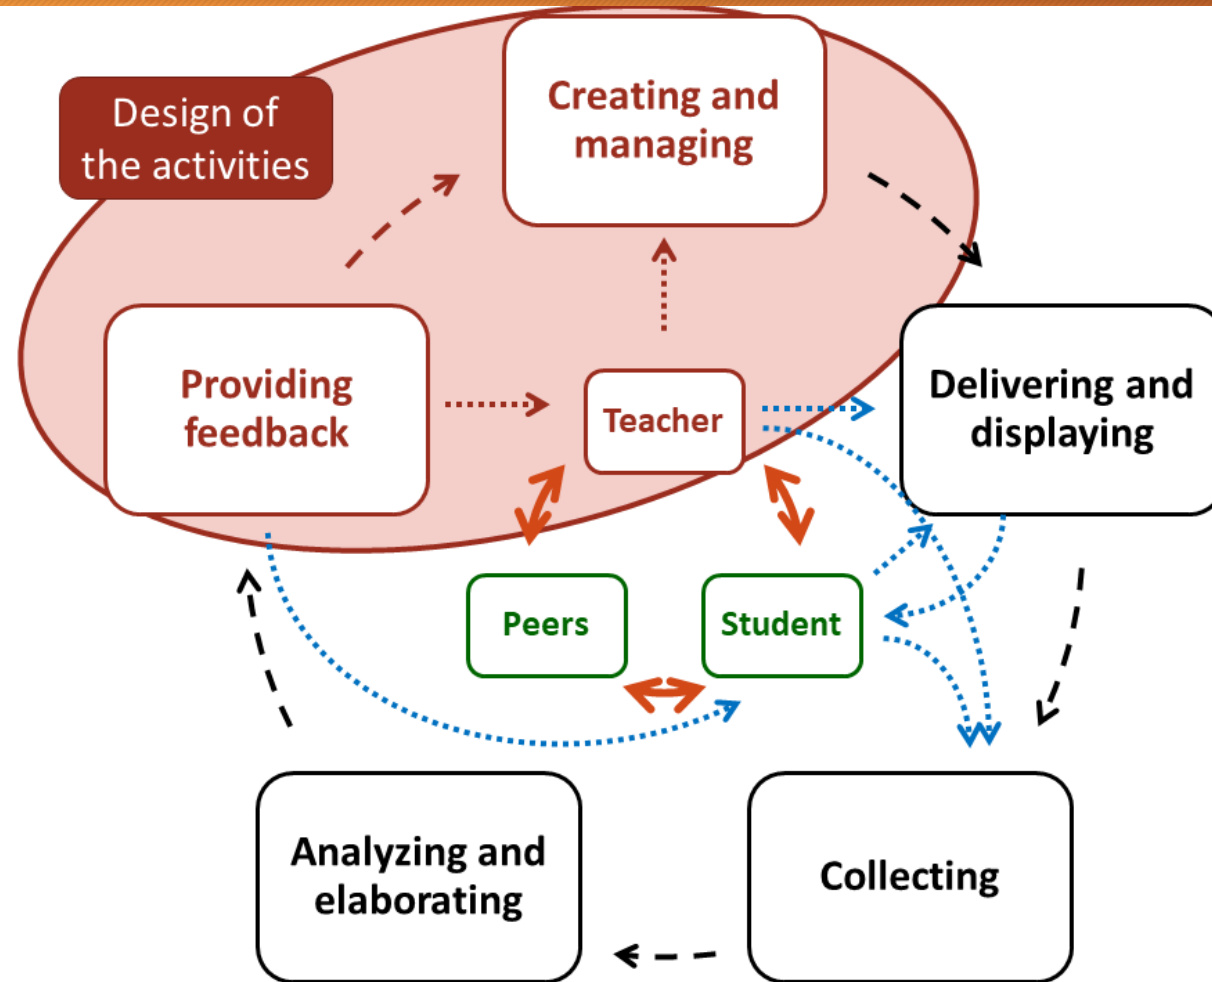 Creating and
managing
Design of
the activities
Providing
feedback
Teacher
Delivering and
displaying
Peers
Student
Analyzing and
elaborating
Collecting